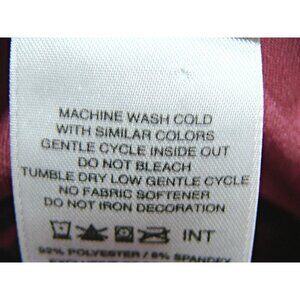 MACHINE WASH COLD
WITH SIMILAR COLORS
GENTLE CYCLE INSIDE OUT
DO NOT BLEACH
TUMBLE DRY LOW GENTLE CYCLE
NO FABRIC SOFTENER
DO NOT IRON DECORATION
INT
92% POLYESTER / 8% SPANDEX